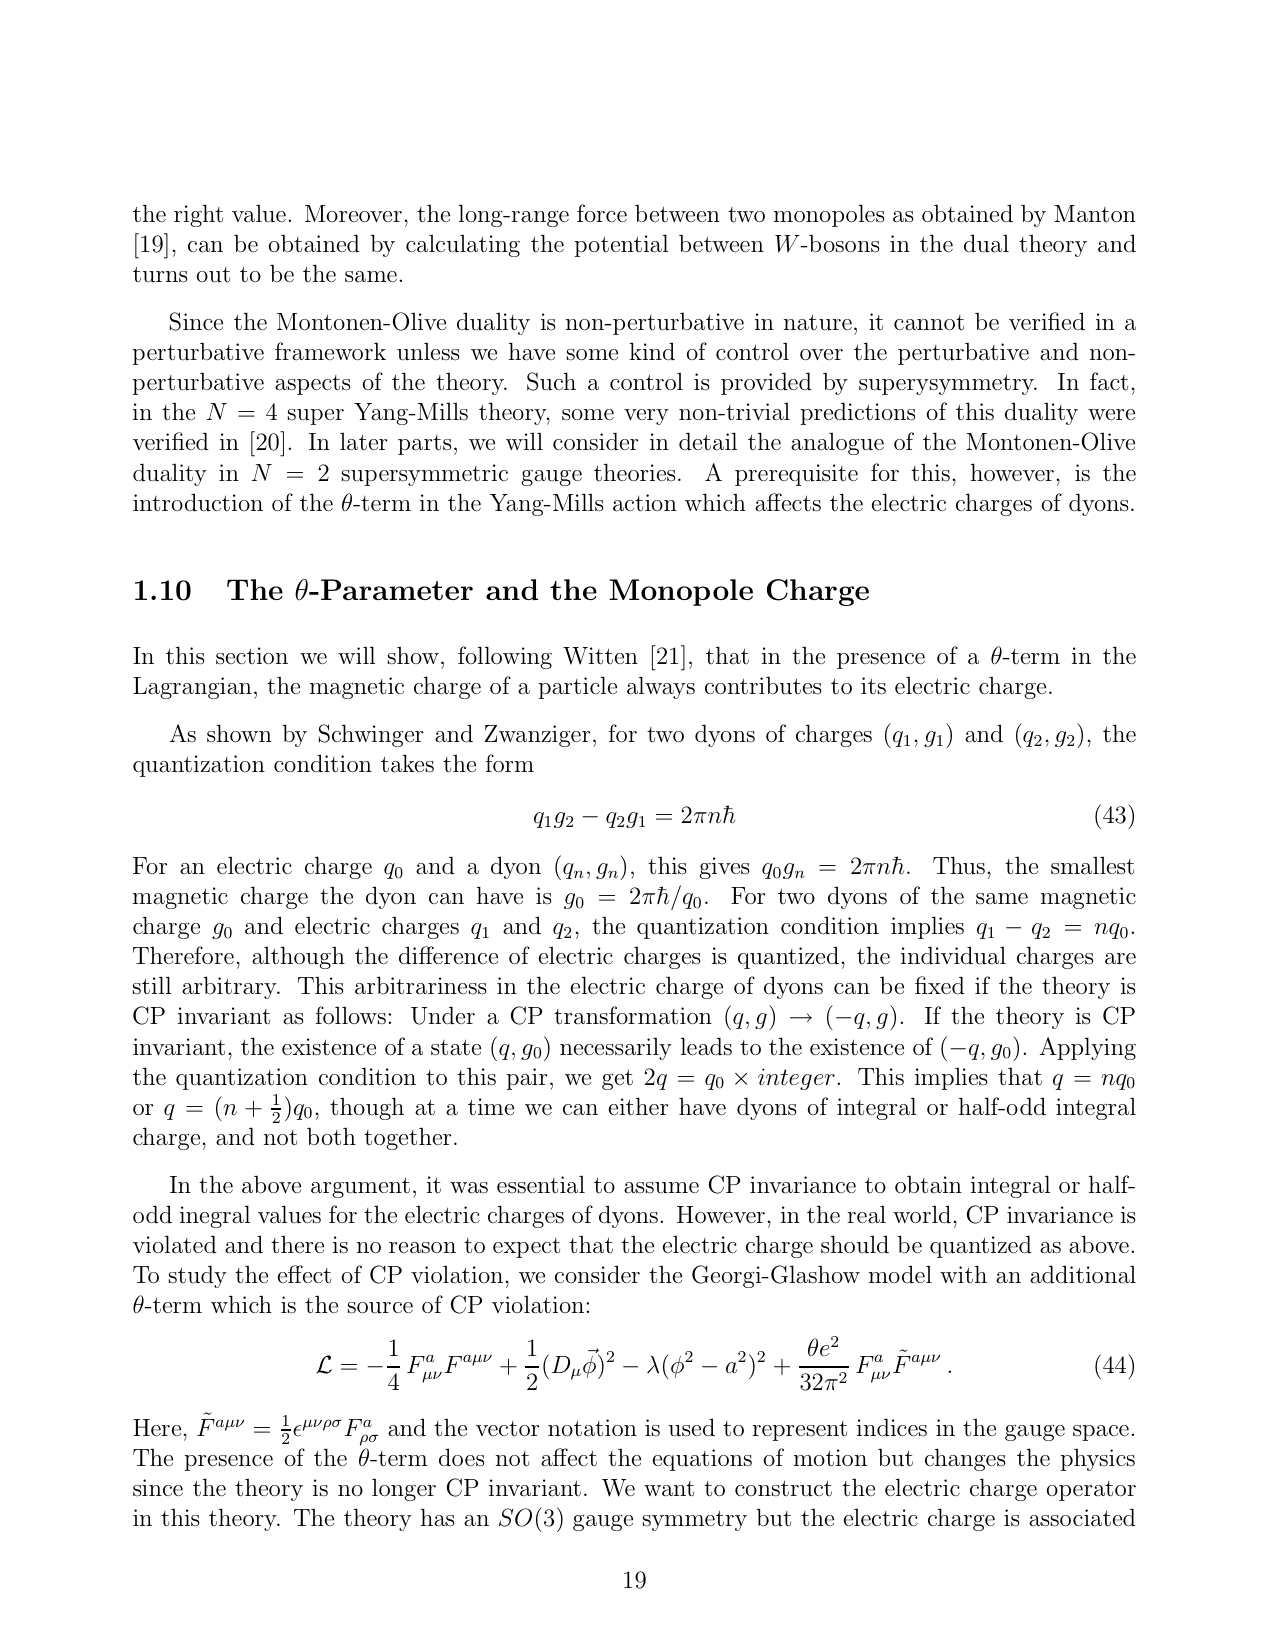 the right value. Moreover, the long-range force between two monopoles as obtained by Manton
[19], can be obtained by calculating the potential between W-bosons in the dual theory and
turns out to be the same.
Since the Montonen-Olive duality is non-perturbative in nature, it cannot be verified in a
perturbative framework unless we have some kind of control over the perturbative and non-
perturbative aspects of the theory. Such a control is provided by superysymmetry. In fact,
in the N = 4 super Yang-Mills theory, some very non-trivial predictions of this duality were
verified in [20]. In later parts, we will consider in detail the analogue of the Montonen-Olive
duality in N = 2 supersymmetric gauge theories. A prerequisite for this, however, is the
introduction of the θ-term in the Yang-Mills action which affects the electric charges of dyons.
1.10 The θ-Parameter and the Monopole Charge
In this section we will show, following Witten [21], that in the presence of a θ-term in the
Lagrangian, the magnetic charge of a particle always contributes to its electric charge.
As shown by Schwinger and Zwanziger, for two dyons of charges (q₁, g₁) and (q₂, g₂), the
quantization condition takes the form
q₁g₂ − q₂g₁ = 2πnℏ (43)
For an electric charge q₀ and a dyon (qₙ, gₙ), this gives q₀gₙ = 2πnℏ. Thus, the smallest
magnetic charge the dyon can have is g₀ = 2πℏ/q₀. For two dyons of the same magnetic
charge g₀ and electric charges q₁ and q₂, the quantization condition implies q₁ − q₂ = nq₀.
Therefore, although the difference of electric charges is quantized, the individual charges are
still arbitrary. This arbitrariness in the electric charge of dyons can be fixed if the theory is
CP invariant as follows: Under a CP transformation (q, g) → (−q, g). If the theory is CP
invariant, the existence of a state (q, g₀) necessarily leads to the existence of (−q, g₀). Applying
the quantization condition to this pair, we get 2q = q₀ × integer. This implies that q = nq₀
or q = (n + ½)q₀, though at a time we can either have dyons of integral or half-odd integral
charge, and not both together.
In the above argument, it was essential to assume CP invariance to obtain integral or half-
odd inegral values for the electric charges of dyons. However, in the real world, CP invariance is
violated and there is no reason to expect that the electric charge should be quantized as above.
To study the effect of CP violation, we consider the Georgi-Glashow model with an additional
θ-term which is the source of CP violation:
ℒ = −\frac{1}{4} F^a_{μν}F^{aμν} + \frac{1}{2}(D_μ\vec{ϕ})² − λ(ϕ² − a²)² + \frac{θe²}{32π²} F^a_{μν}\tilde{F}^{aμν} . (44)
Here, \tilde{F}^{aμν} = ½ϵ^{μνρσ}F^a_{ρσ} and the vector notation is used to represent indices in the gauge space.
The presence of the θ-term does not affect the equations of motion but changes the physics
since the theory is no longer CP invariant. We want to construct the electric charge operator
in this theory. The theory has an SO(3) gauge symmetry but the electric charge is associated
19